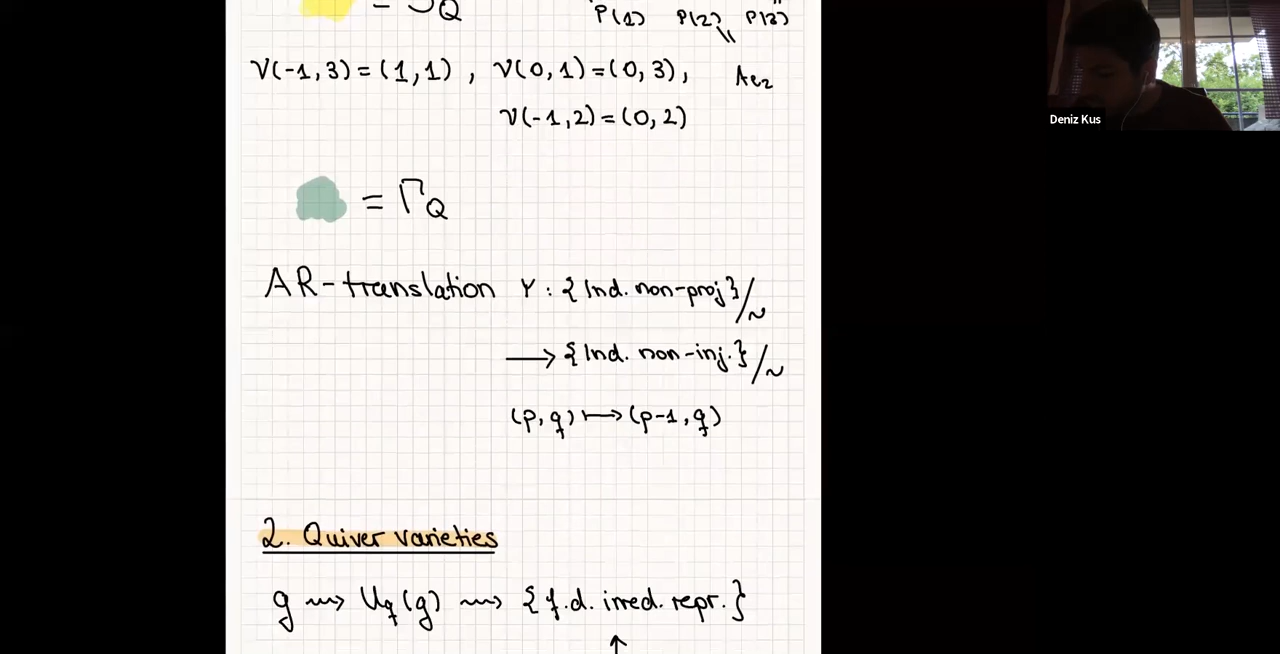 = S_Q
P(1) P(2) P(3)
ν(-1,3)=(1,1), ν(0,1)=(0,3),
ν(-1,2)=(0,2)
= Γ_Q
AR-translation γ : {Ind. non-proj}/~
⟶ {Ind. non-inj.}/~
(p,q)⟼(p-1,q)
2. Quiver varieties
g ⇝ U_q(g) ⇝ {f.d. irred. repr.}
↑
Deniz Kus